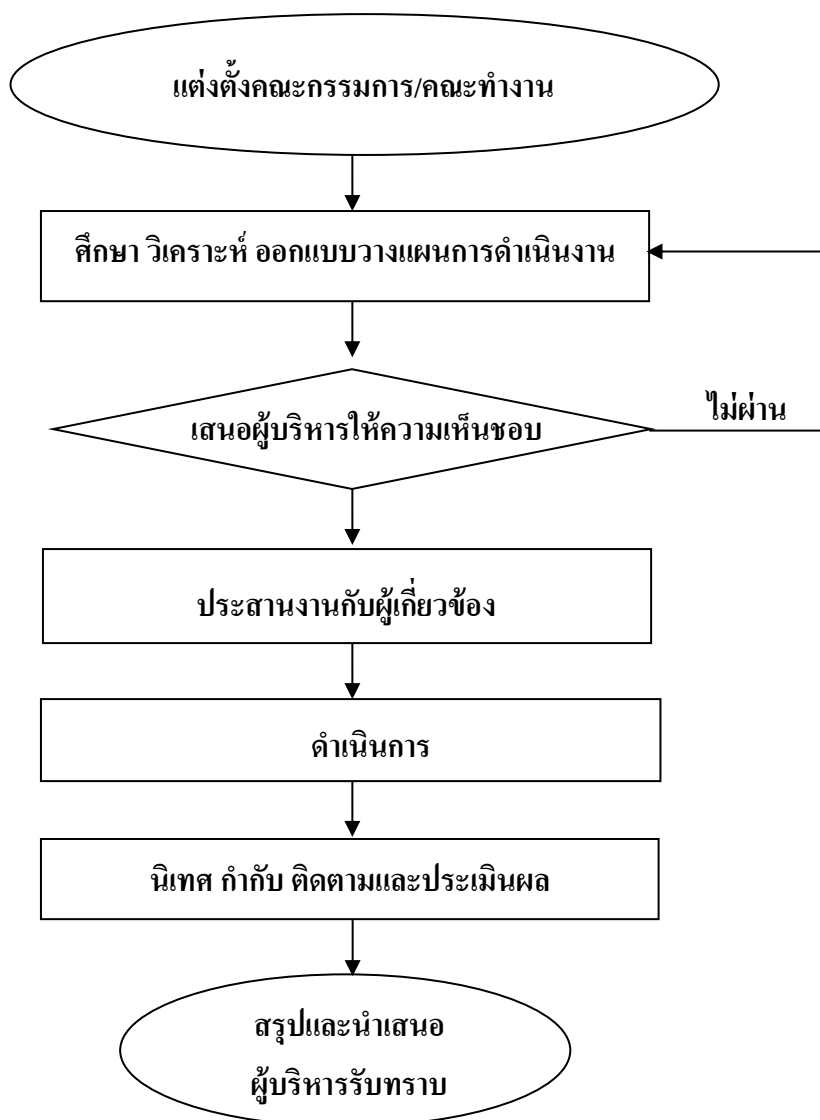 แต่งตั้งคณะกรรมการ/คณะทำงาน
ศึกษา วิเคราะห์ ออกแบบวางแผนการดำเนินงาน
เสนอผู้บริหารให้ความเห็นชอบ
ไม่ผ่าน
ประสานงานกับผู้เกี่ยวข้อง
ดำเนินการ
นิเทศ กำกับ ติดตามและประเมินผล
สรุปและนำเสนอ
ผู้บริหารรับทราบ